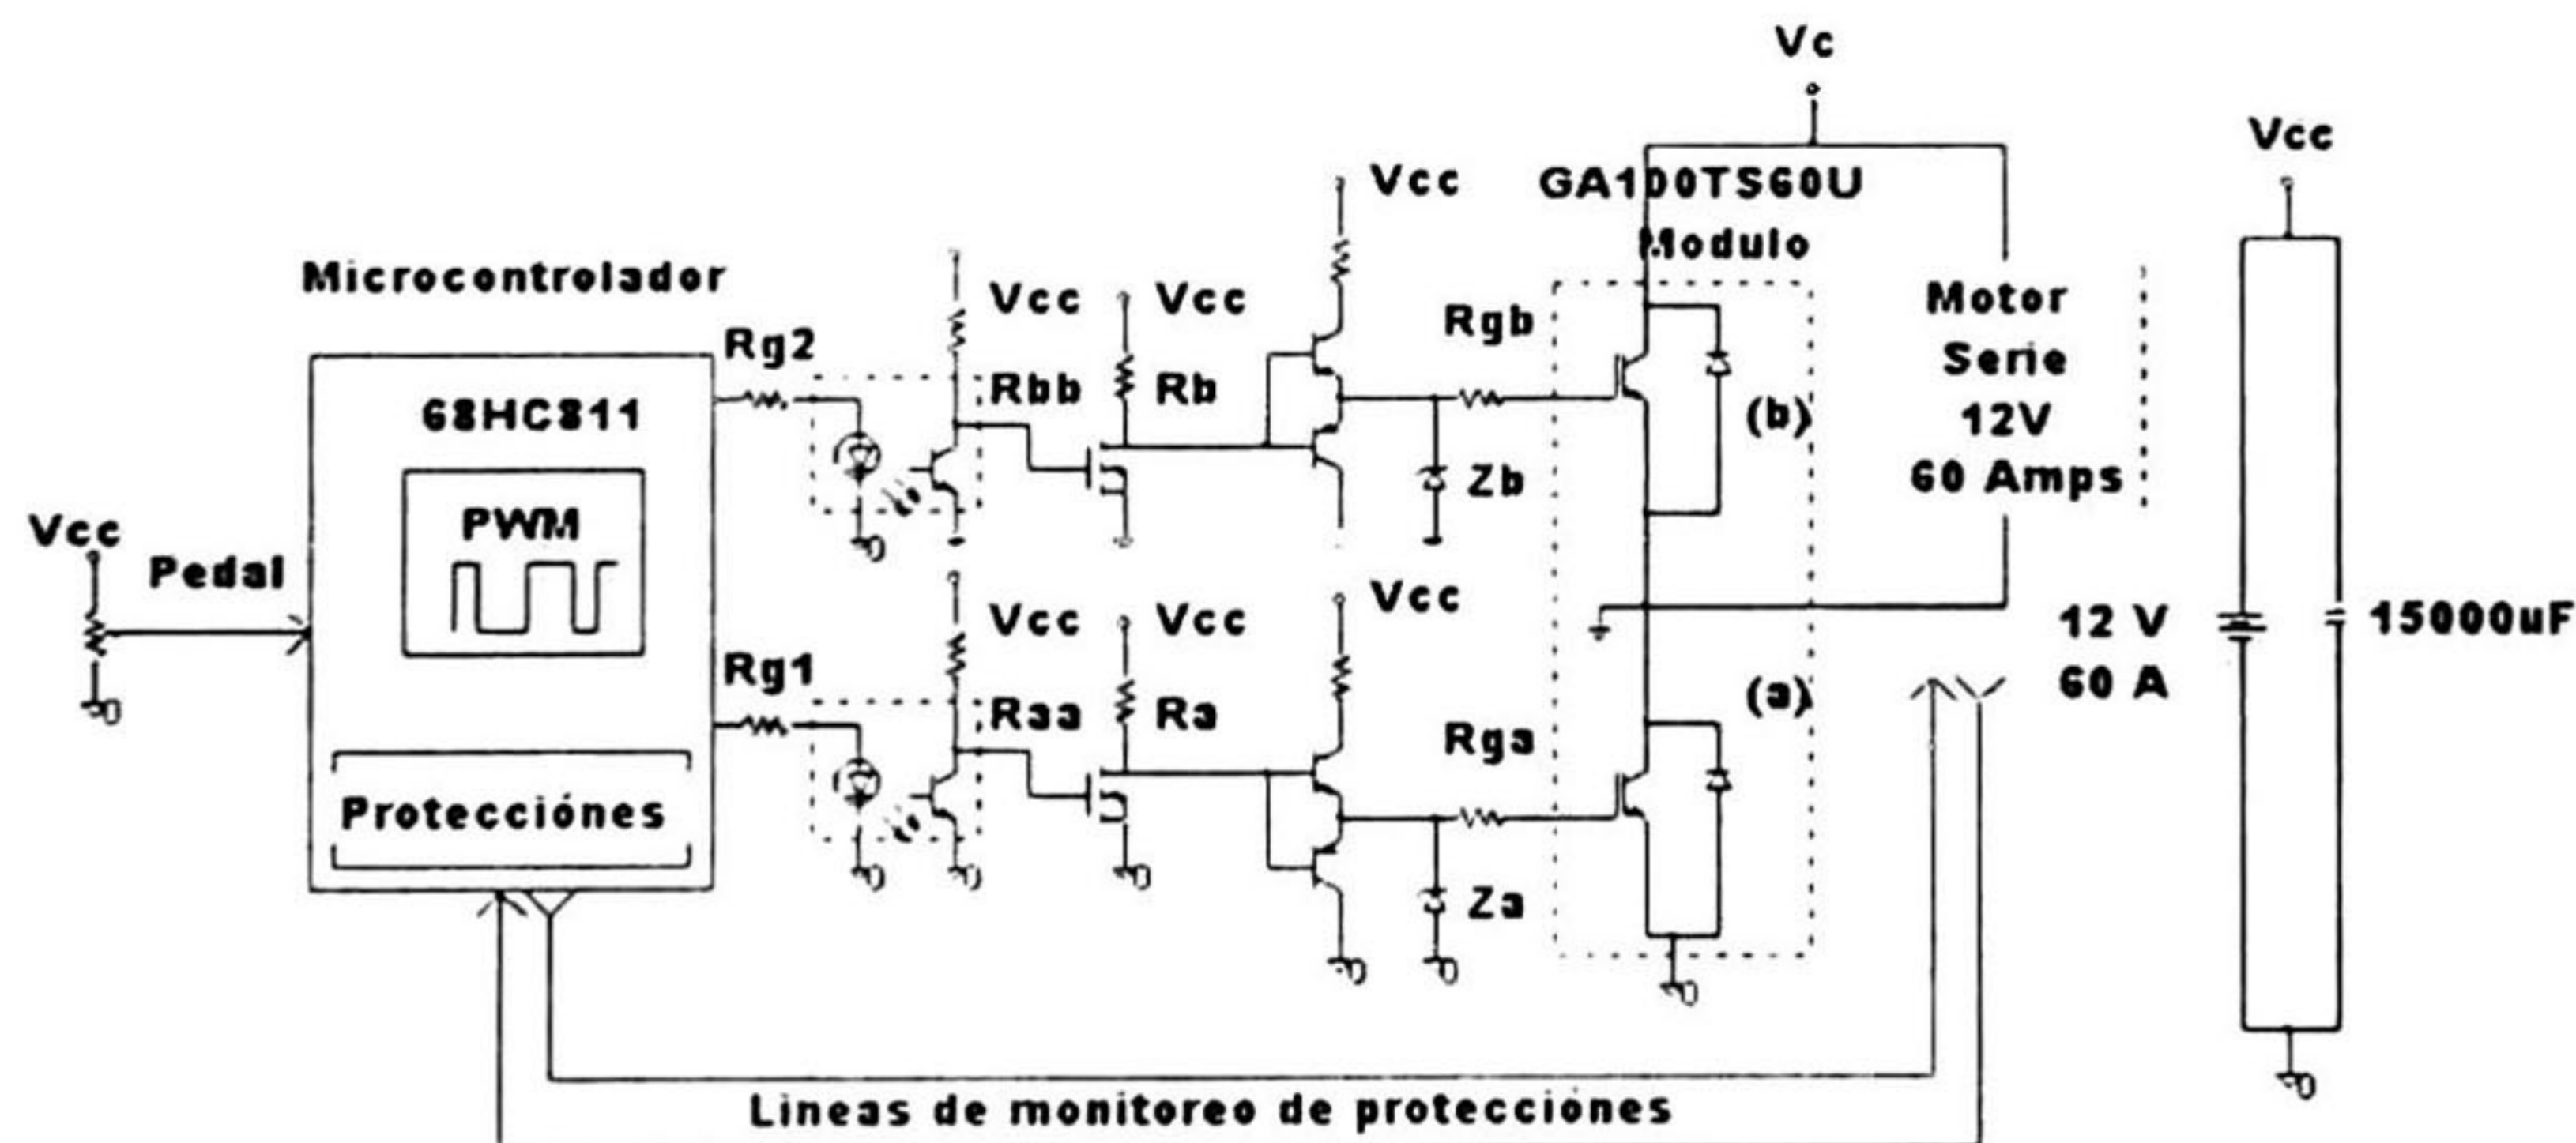 Vc
Vcc
Vcc
GA100TS60U
Modulo
Microcontrolador
Vcc
Vcc
Rg2
Rbb
Rb
Rgb
Motor
Serie
12V
60 Amps
(b)
68HC811
Zb
PWM
Vcc
Pedal
Vcc
Vcc
Vcc
12 V
60 A
15000uF
Rg1
Raa
Ra
Rga
(a)
Protecciónes
Za
Lineas de monitoreo de protecciónes